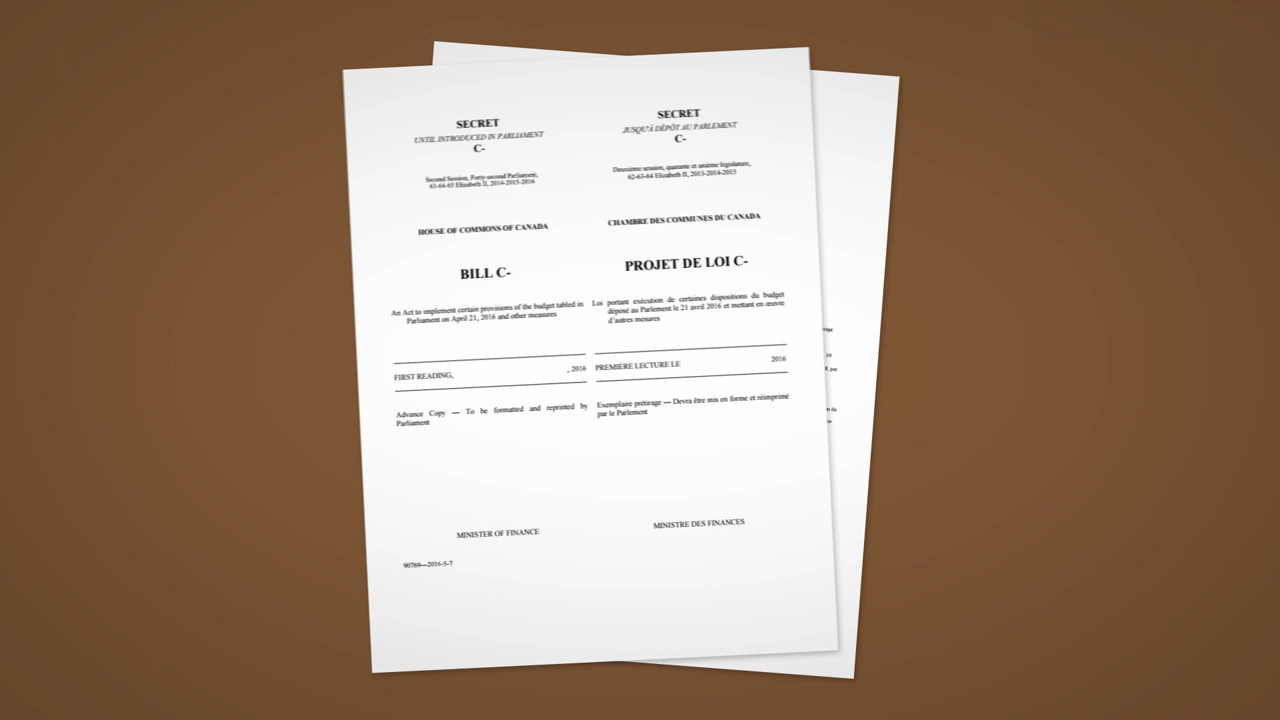 SECRET
UNTIL INTRODUCED IN PARLIAMENT
C-
Second Session, Forty-second Parliament,
63-64-65 Elizabeth II, 2014-2015-2016
HOUSE OF COMMONS OF CANADA
BILL C-
An Act to implement certain provisions of the budget tabled in
Parliament on April 21, 2016 and other measures
FIRST READING, , 2016
Advance Copy — To be formatted and reprinted by
Parliament
MINISTER OF FINANCE
90769—2016-5-7
SECRET
JUSQU'À DÉPÔT AU PARLEMENT
C-
Deuxième session, quarante et unième législature,
62-63-64 Elizabeth II, 2013-2014-2015
CHAMBRE DES COMMUNES DU CANADA
PROJET DE LOI C-
Loi portant exécution de certaines dispositions du budget
déposé au Parlement le 21 avril 2016 et mettant en œuvre
d'autres mesures
PREMIÈRE LECTURE LE 2016
Exemplaire prétirage — Devra être mis en forme et réimprimé
par le Parlement
MINISTRE DES FINANCES